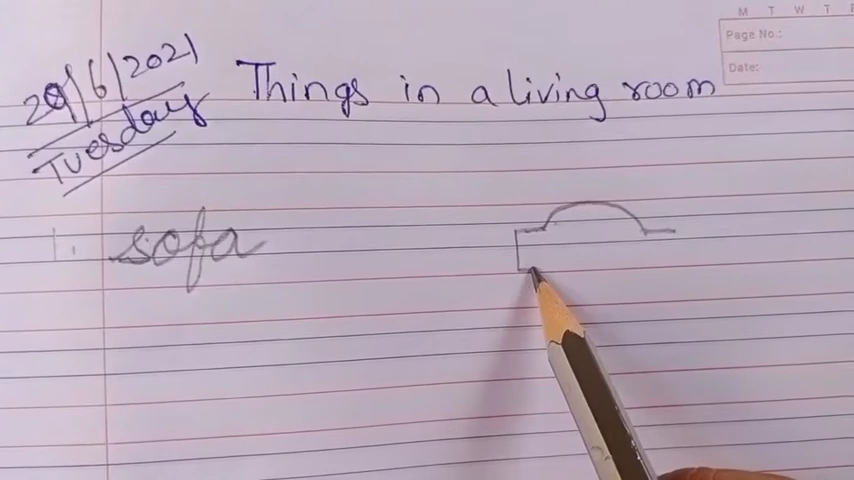 M T W T F
Page No.:
Date:
29/6/2021
Tuesday
Things in a living room
1. sofa